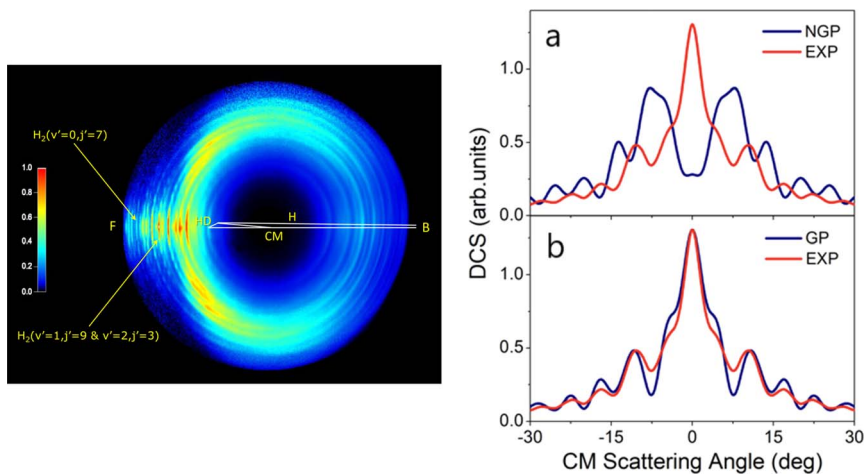 H₂(v'=0,j'=7)
1.0
0.8
0.6
0.4
0.2
0.0
F
HD
H
CM
B
H₂(v'=1,j'=9 & v'=2,j'=3)
DCS (arb.units)
a
NGP
EXP
1.0
0.5
0.0
b
GP
EXP
1.0
0.5
0.0
-30 -15 0 15 30
CM Scattering Angle (deg)